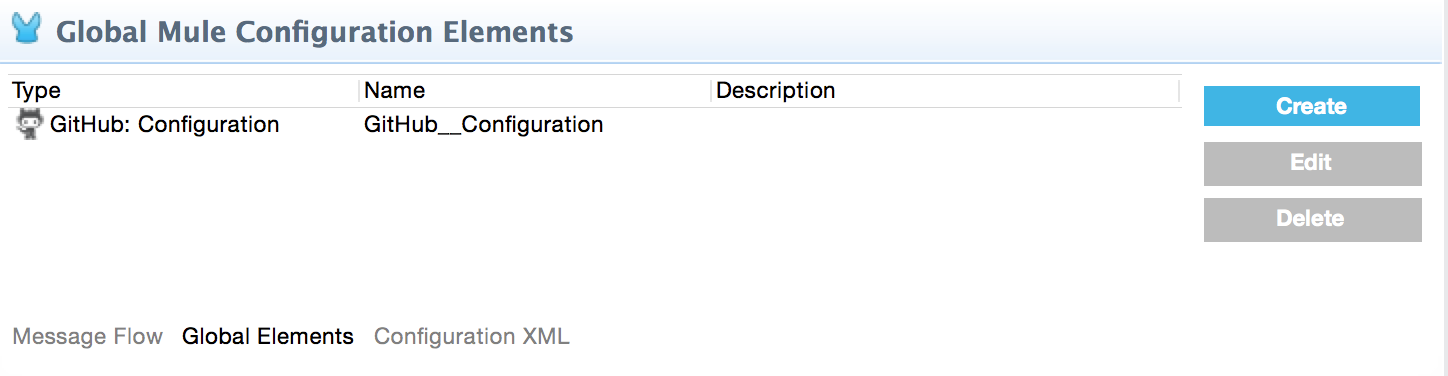 Global Mule Configuration Elements
Type Name Description
GitHub: Configuration GitHub__Configuration
Create
Edit
Delete
Message Flow Global Elements Configuration XML